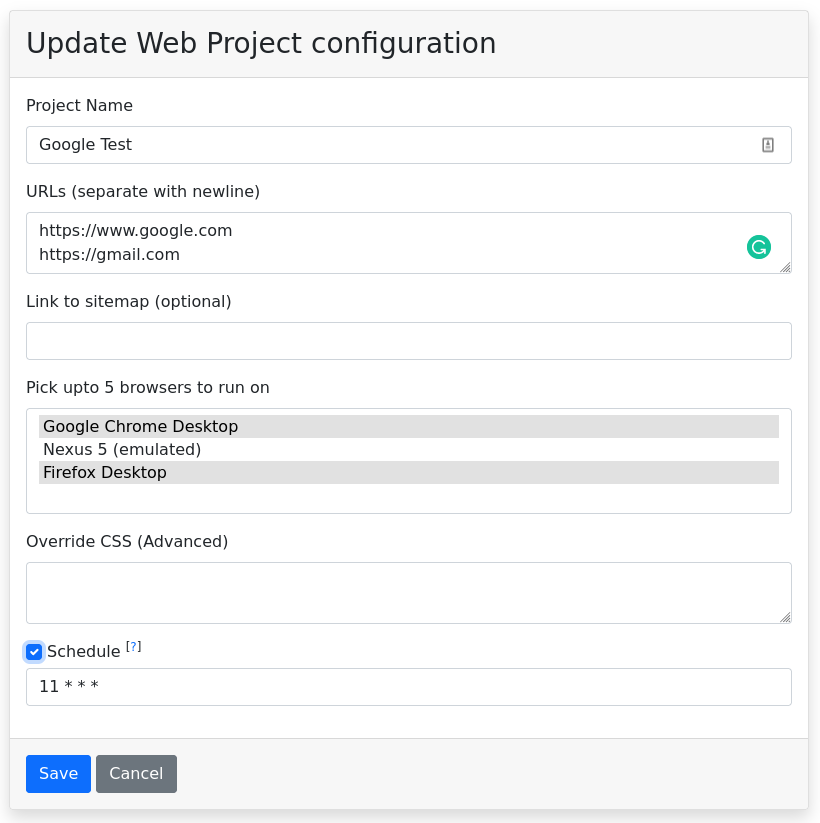 Update Web Project configuration
Project Name
Google Test
URLs (separate with newline)
https://www.google.com
https://gmail.com
Link to sitemap (optional)
Pick upto 5 browsers to run on
Google Chrome Desktop
Nexus 5 (emulated)
Firefox Desktop
Override CSS (Advanced)
Schedule [?]
11 * * *
Save Cancel